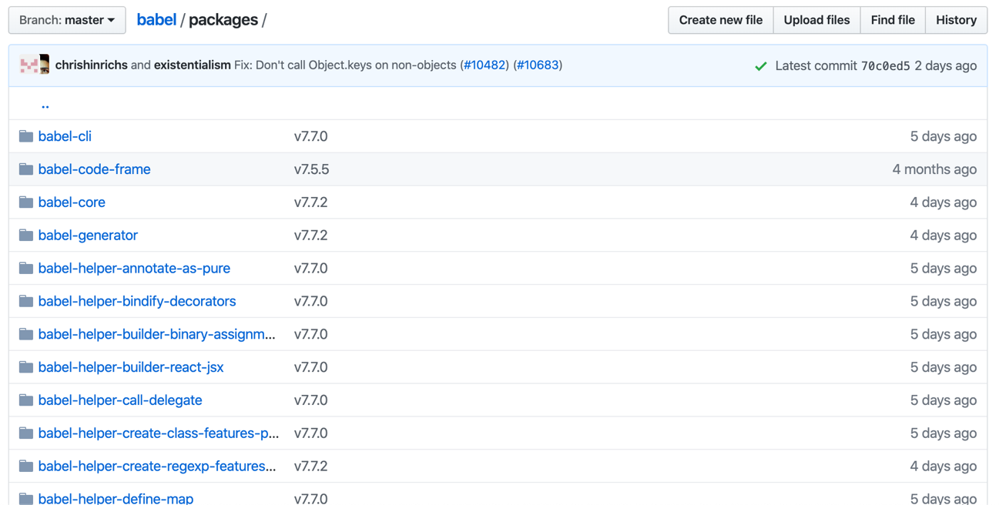 Branch: master babel / packages / Create new file Upload files Find file History
chrishinrichs and existentialism Fix: Don't call Object.keys on non-objects (#10482) (#10683) Latest commit 70c0ed5 2 days ago
..
babel-cli v7.7.0 5 days ago
babel-code-frame v7.5.5 4 months ago
babel-core v7.7.2 4 days ago
babel-generator v7.7.2 4 days ago
babel-helper-annotate-as-pure v7.7.0 5 days ago
babel-helper-bindify-decorators v7.7.0 5 days ago
babel-helper-builder-binary-assignm... v7.7.0 5 days ago
babel-helper-builder-react-jsx v7.7.0 5 days ago
babel-helper-call-delegate v7.7.0 5 days ago
babel-helper-create-class-features-p... v7.7.0 5 days ago
babel-helper-create-regexp-features... v7.7.2 4 days ago
babel-helper-define-map v7.7.0 5 days ago